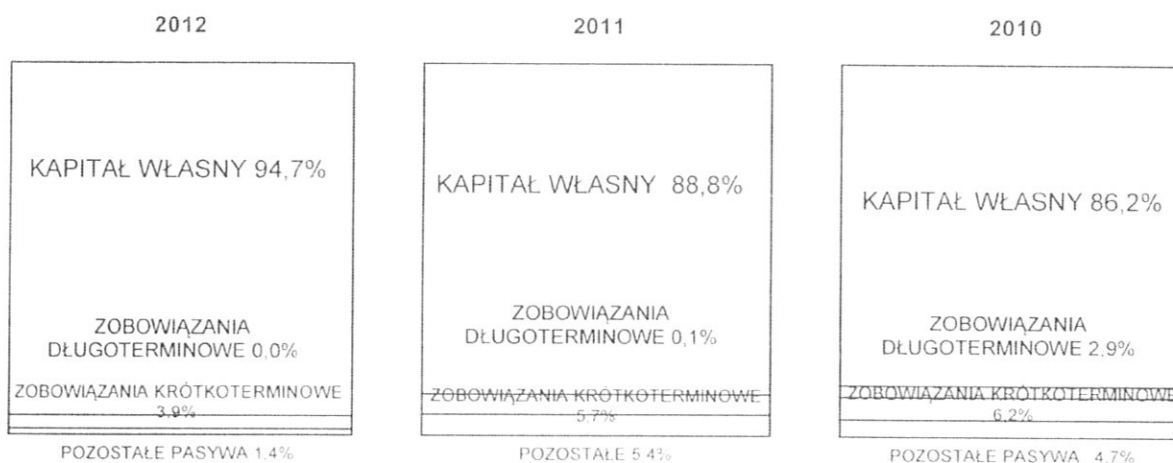 2012
KAPITAŁ WŁASNY 94,7%
ZOBOWIĄZANIA
DŁUGOTERMINOWE 0,0%
ZOBOWIĄZANIA KRÓTKOTERMINOWE
3,9%
POZOSTAŁE PASYWA 1,4%
2011
KAPITAŁ WŁASNY 88,8%
ZOBOWIĄZANIA
DŁUGOTERMINOWE 0,1%
ZOBOWIĄZANIA KRÓTKOTERMINOWE
5,7%
POZOSTAŁE 5,4%
2010
KAPITAŁ WŁASNY 86,2%
ZOBOWIĄZANIA
DŁUGOTERMINOWE 2,9%
ZOBOWIĄZANIA KRÓTKOTERMINOWE
6,2%
POZOSTAŁE PASYWA 4,7%